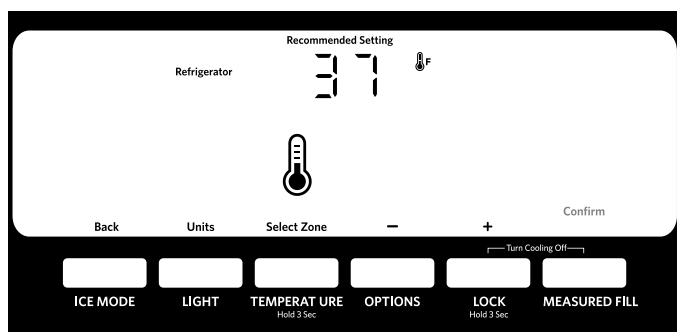 Recommended Setting
Refrigerator 37 F
Back Units Select Zone − + Confirm
Turn Cooling Off
ICE MODE LIGHT TEMPERAT URE OPTIONS LOCK MEASURED FILL
Hold 3 Sec Hold 3 Sec